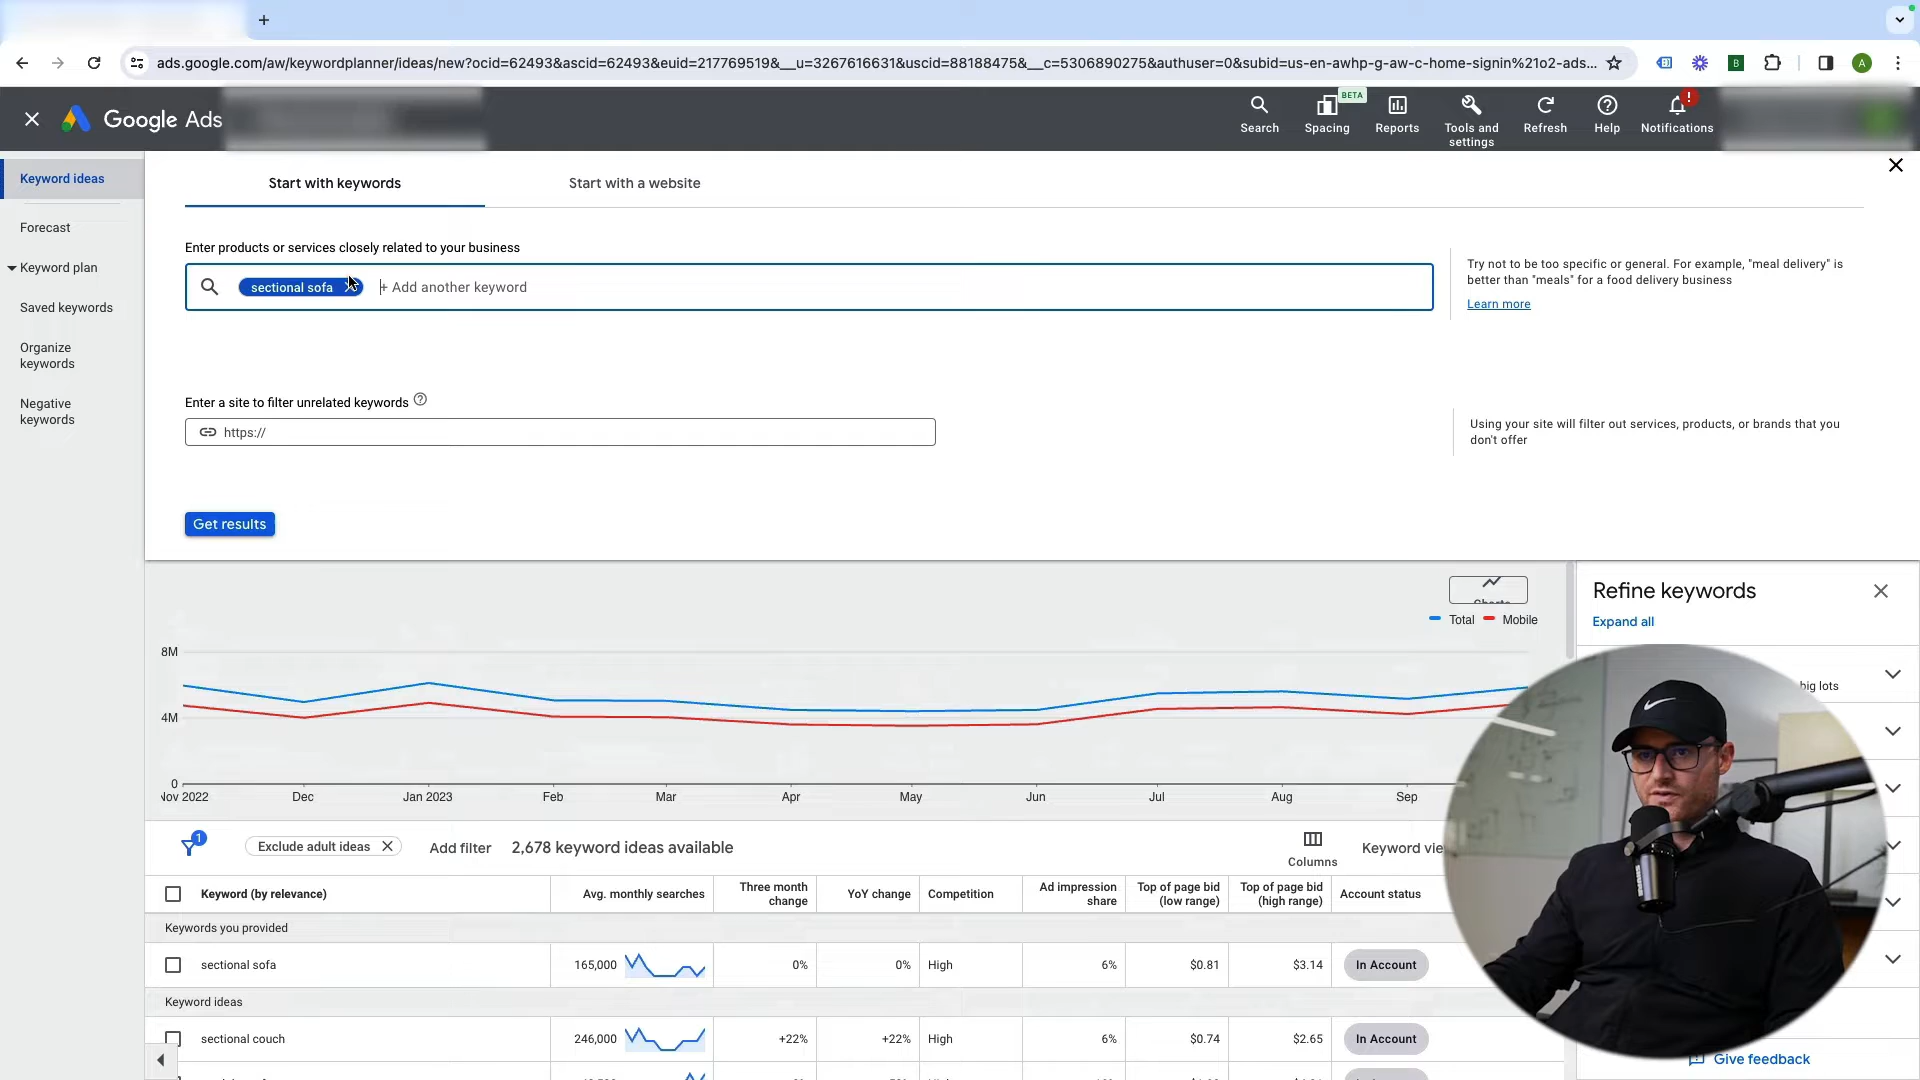 ads.google.com/aw/keywordplanner/ideas/new?ocid=62493&ascid=62493&euid=217769519&__u=3267616631&uscid=88188475&__c=5306890275&authuser=0&subid=us-en-awhp-g-aw-c-home-signin%21o2-ads...
B
A
Google Ads
Search
BETA
Spacing
Reports
Tools and settings
Refresh
Help
!
Notifications
Keyword ideas
Forecast
Keyword plan
Saved keywords
Organize
keywords
Negative
keywords
Start with keywords
Start with a website
Enter products or services closely related to your business
sectional sofa
+ Add another keyword
Try not to be too specific or general. For example, "meal delivery" is
better than "meals" for a food delivery business
Learn more
Enter a site to filter unrelated keywords
https://
Using your site will filter out services, products, or brands that you
don't offer
Get results
Charts
Total Mobile
8M
4M
0
Nov 2022 Dec Jan 2023 Feb Mar Apr May Jun Jul Aug Sep
Refine keywords
Expand all
big lots
1
Exclude adult ideas
Add filter
2,678 keyword ideas available
Columns
Keyword vie
Keyword (by relevance) Avg. monthly searches Three month change YoY change Competition Ad impression share Top of page bid (low range) Top of page bid (high range) Account status
Keywords you provided
sectional sofa 165,000 0% 0% High 6% $0.81 $3.14 In Account
Keyword ideas
sectional couch 246,000 +22% +22% High 6% $0.74 $2.65 In Account
Give feedback